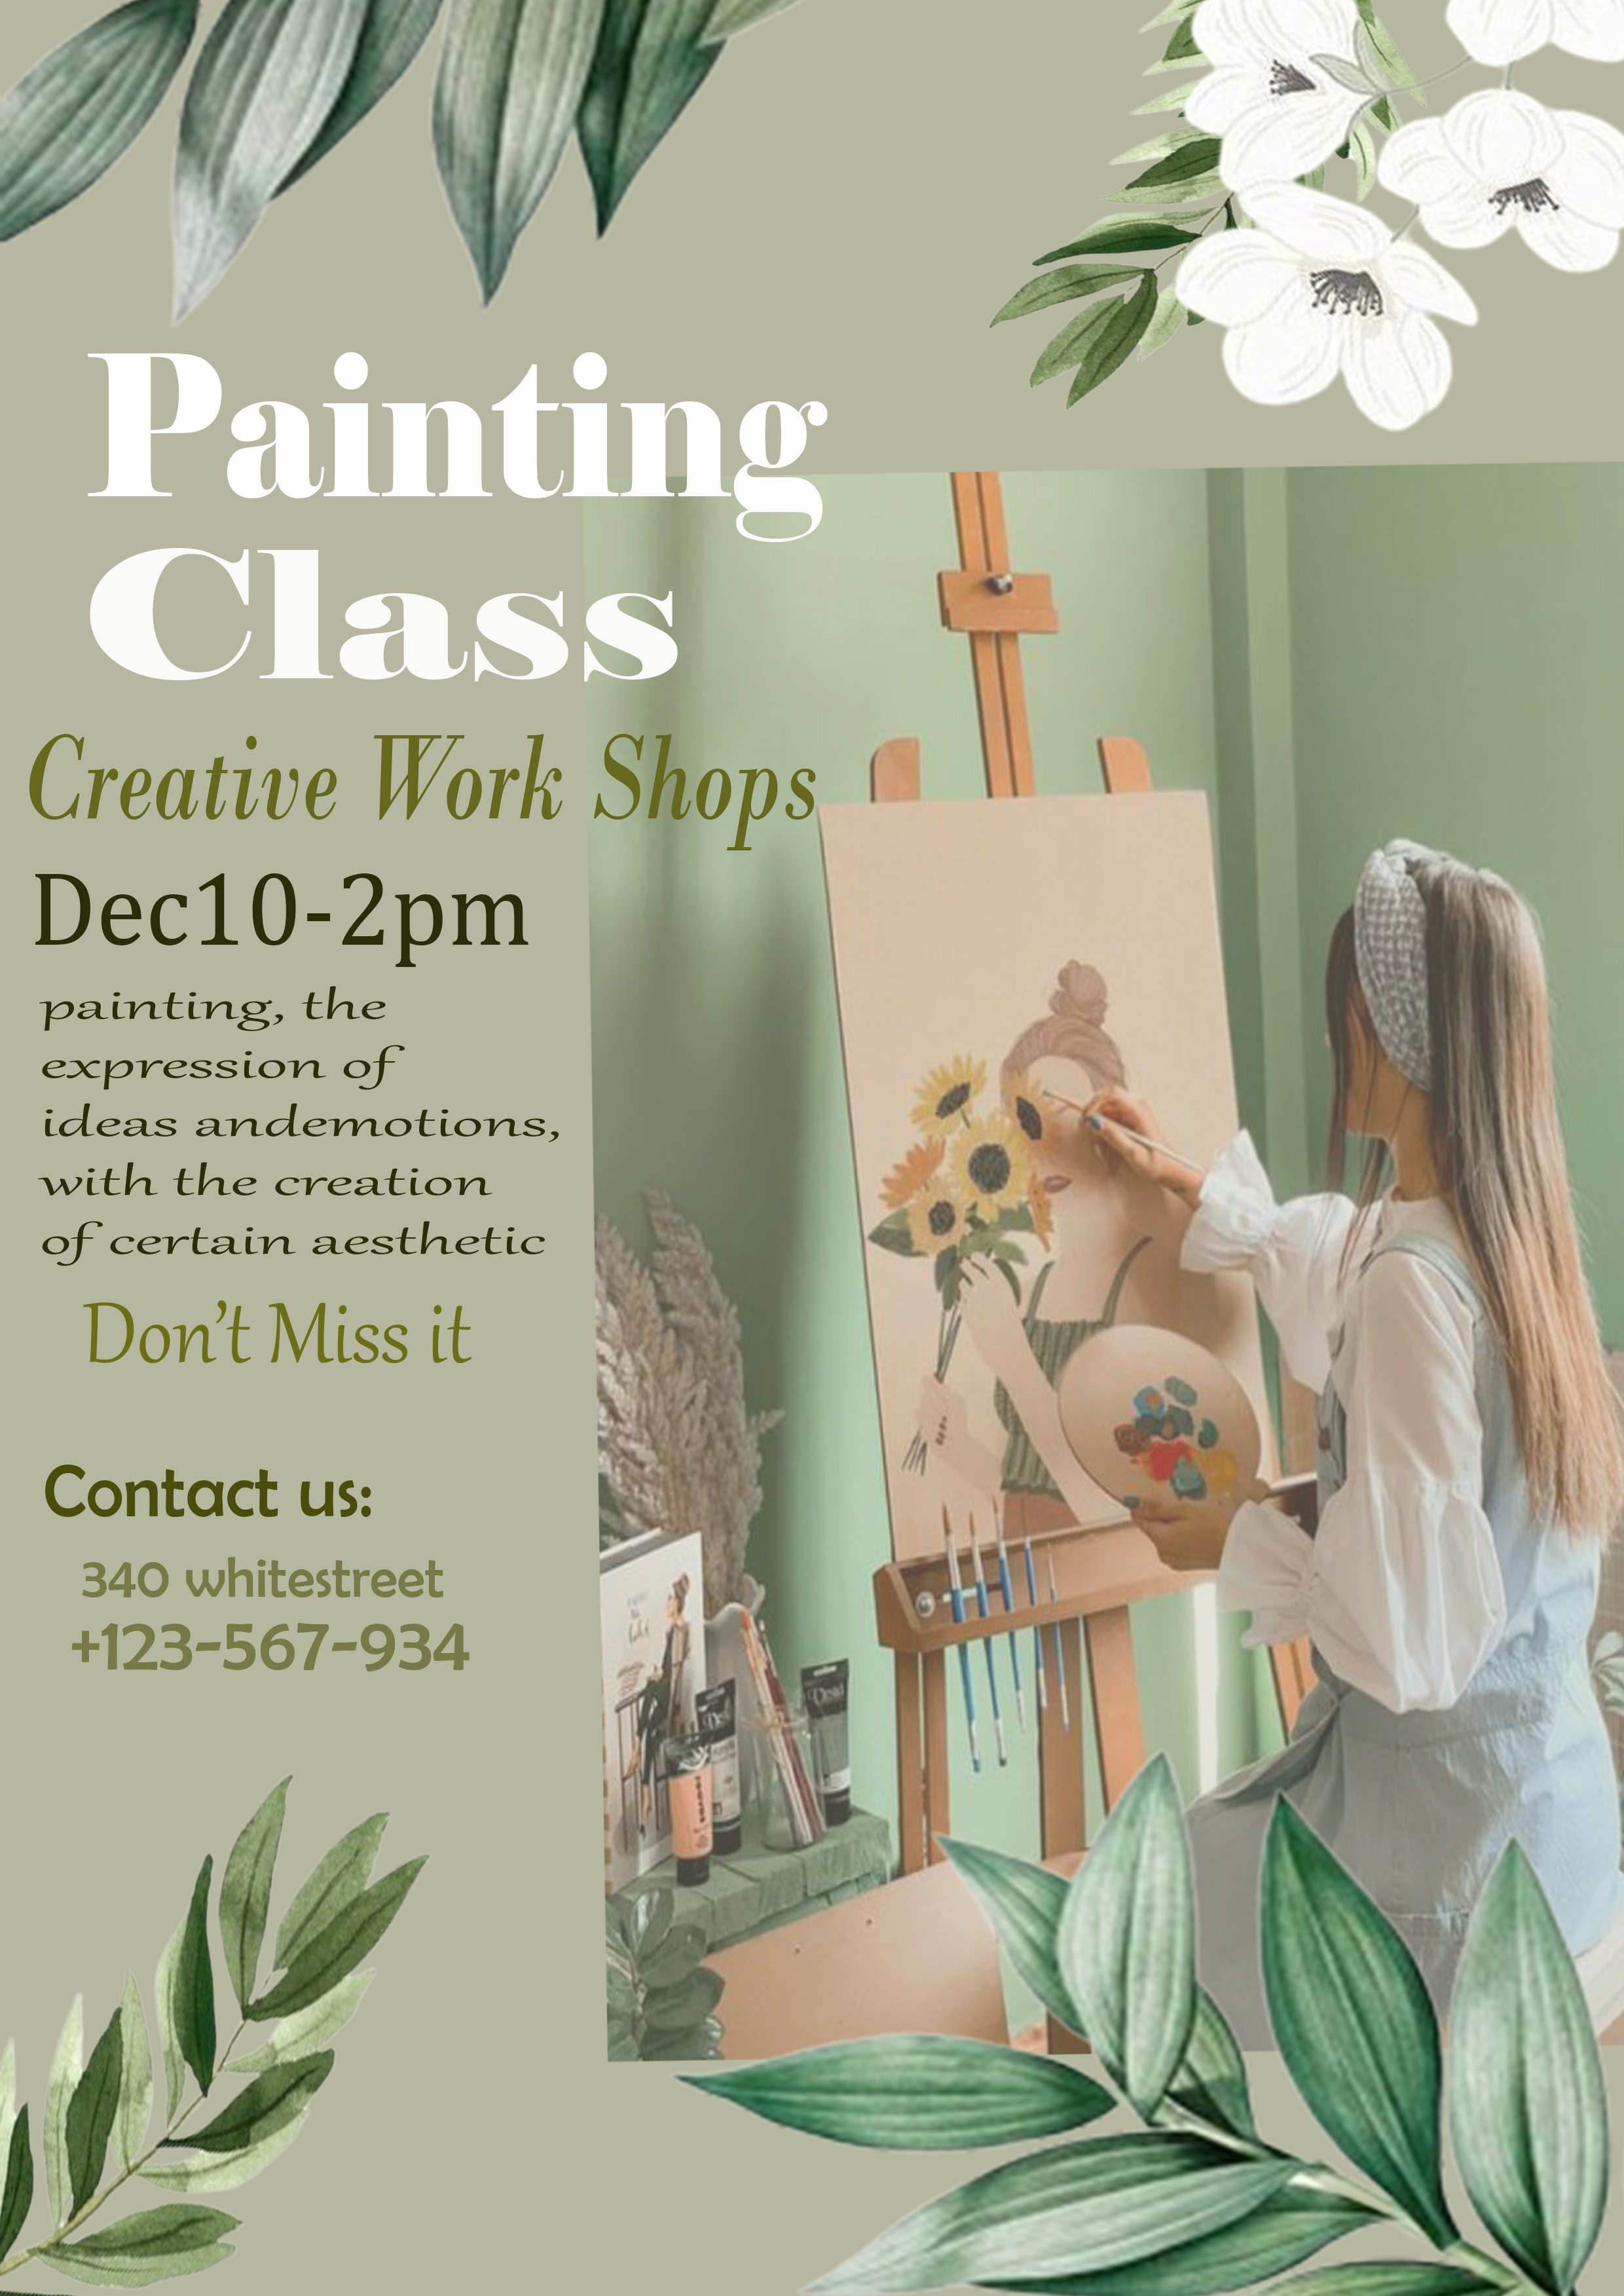 Painting
Class
Creative Work Shops
Dec10-2pm
painting, the
expression of
ideas andemotions,
with the creation
of certain aesthetic
Don't Miss it
Contact us:
340 whitestreet
+123-567-934